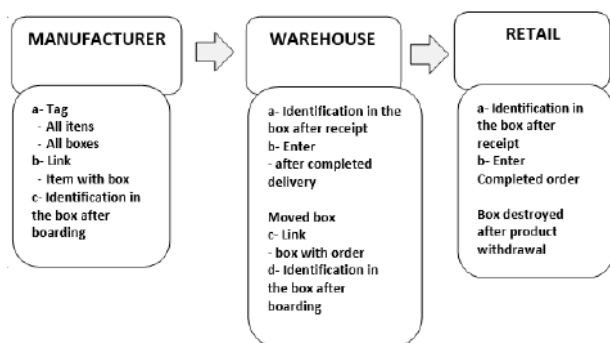 MANUFACTURER
a- Tag
- All itens
- All boxes
b- Link
- Item with box
c- Identification in
the box after
boarding
WAREHOUSE
a- Identification in the
box after receipt
b- Enter
- after completed
delivery
Moved box
c- Link
- box with order
d- Identification in
the box after
boarding
RETAIL
a- Identification in
the box after
receipt
b- Enter
Completed order
Box destroyed
after product
withdrawal